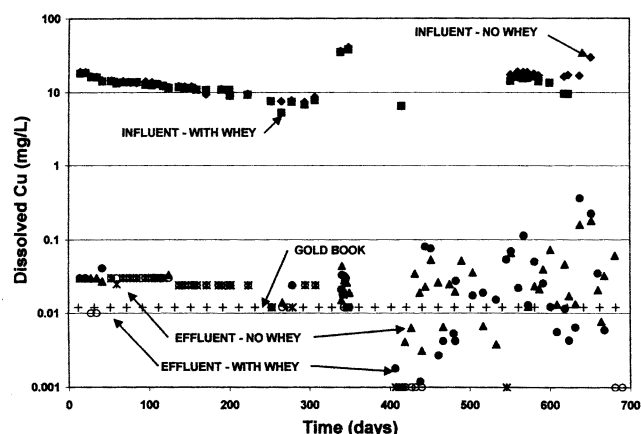 100
INFLUENT - NO WHEY
10
INFLUENT - WITH WHEY
1
Dissolved Cu (mg/L)
0.1
GOLD BOOK
0.01
EFFLUENT - NO WHEY
EFFLUENT - WITH WHEY
0.001
0 100 200 300 400 500 600 700
Time (days)